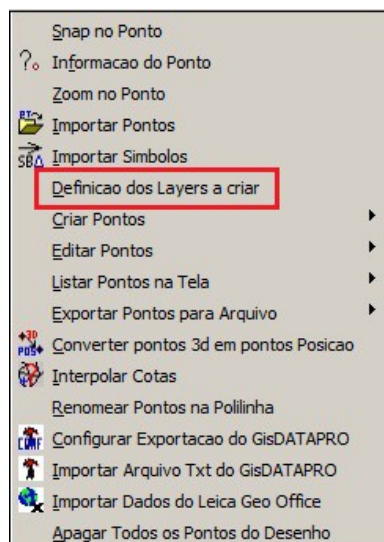 Snap no Ponto
Informacao do Ponto
Zoom no Ponto
Importar Pontos
Importar Simbolos
Definicao dos Layers a criar
Criar Pontos
Editar Pontos
Listar Pontos na Tela
Exportar Pontos para Arquivo
Converter pontos 3d em pontos Posicao
Interpolar Cotas
Renomear Pontos na Polilinha
Configurar Exportacao do GisDATAPRO
Importar Arquivo Txt do GisDATAPRO
Importar Dados do Leica Geo Office
Apagar Todos os Pontos do Desenho